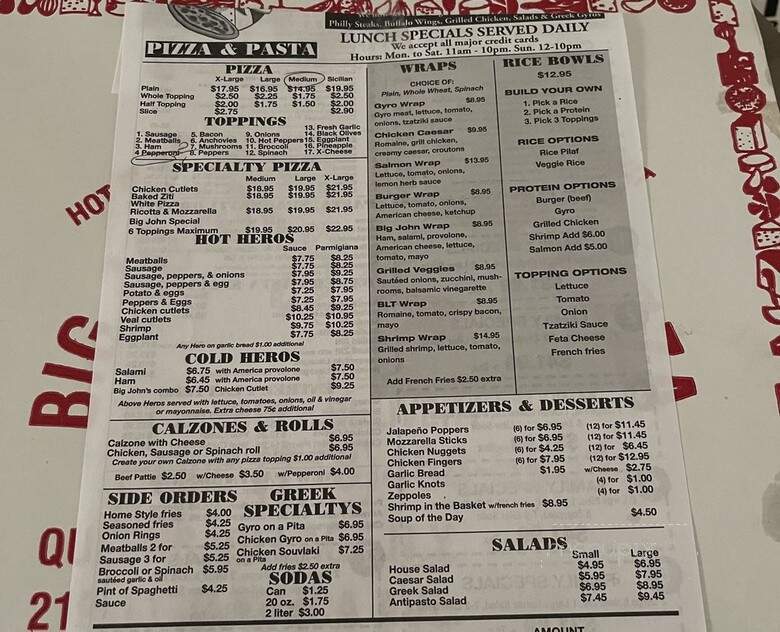 Philly Steaks, Buffalo Wings, Grilled Chicken, Salads & Greek Gyros
PIZZA & PASTA
LUNCH SPECIALS SERVED DAILY
We accept all major credit cards
Hours: Mon. to Sat. 11am - 10pm. Sun. 12-10pm
PIZZA
X-Large Large Medium Sicilian
Plain $17.95 $16.95 $14.95 $19.95
Whole Topping $2.50 $2.25 $1.75 $2.50
Half Topping $2.00 $1.75 $1.50 $2.00
Slice $2.75 $2.90
TOPPINGS
13. Fresh Garlic
1. Sausage 5. Bacon 9. Onions 14. Black Olives
2. Meatballs 6. Anchovies 10. Hot Peppers 15. Eggplant
3. Ham 7. Mushrooms 11. Broccoli 16. Pineapple
4 Pepperoni 8. Peppers 12. Spinach 17. X-Cheese
SPECIALTY PIZZA
Medium Large X-Large
Chicken Cutlets $18.95 $19.95 $21.95
Baked Ziti $18.95 $19.95 $21.95
White Pizza
Ricotta & Mozzarella $18.95 $19.95 $21.95
Big John Special
6 Toppings Maximum $19.95 $20.95 $22.95
HOT HEROS
Sauce Parmigiana
Meatballs $7.75 $8.25
Sausage $7.75 $8.25
Sausage, peppers, & onions $7.95 $9.25
Sausage, peppers & egg $7.95 $8.75
Potato & eggs $7.25 $7.95
Peppers & Eggs $7.25 $7.95
Chicken cutlets $8.45 $9.25
Veal cutlets $10.25 $10.95
Shrimp $9.75 $10.25
Eggplant $7.75 $8.25
Any Hero on garlic bread $1.00 additional
COLD HEROS
Salami $6.75 with America provolone $7.50
Ham $6.45 with America provolone $7.50
Big John's combo $7.50 Chicken Cutlet $9.25
Above Heros served with lettuce, tomatoes, onions, oil & vinegar
or mayonnaise. Extra cheese 75¢ additional
CALZONES & ROLLS
Calzone with Cheese $6.95
Chicken, Sausage or Spinach roll $6.95
Create your own Calzone with any pizza topping $1.00 additional
Beef Pattie $2.50 w/Cheese $3.50 w/Pepperoni $4.00
SIDE ORDERS
Home Style fries $4.00
Seasoned fries $4.25
Onion Rings $4.25
Meatballs 2 for $5.25
Sausage 3 for $5.25
Broccoli or Spinach $5.95
sautéed garlic & oil
Pint of Spaghetti $4.25
Sauce
GREEK
SPECIALTYS
Gyro on a Pita $6.95
Chicken Gyro on a Pita $6.95
Chicken Souvlaki $7.25
on a Pita
Add fries $2.50 extra
SODAS
Can $1.25
20 oz. $1.75
2 liter $3.00
WRAPS
CHOICE OF:
Plain, Whole Wheat, Spinach
Gyro Wrap $8.95
Gyro meat, lettuce, tomato,
onions, tzatziki sauce
Chicken Caesar $9.95
Romaine, grill chicken,
creamy caesar, croutons
Salmon Wrap $13.95
Lettuce, tomato, onions,
lemon herb sauce
Burger Wrap $8.95
Lettuce, tomato, onions,
American cheese, ketchup
Big John Wrap $8.95
Ham, salami, provolone,
American cheese, lettuce,
tomato, mayo
Grilled Veggies $8.95
Sautéed onions, zucchini, mush-
rooms, balsamic vinegarette
BLT Wrap $8.95
Romaine, tomato, crispy bacon,
mayo
Shrimp Wrap $14.95
Grilled shrimp, lettuce, tomato,
onions
Add French Fries $2.50 extra
RICE BOWLS
$12.95
BUILD YOUR OWN
1. Pick a Rice
2. Pick a Protein
3. Pick 3 Toppings
RICE OPTIONS
Rice Pilaf
Veggie Rice
PROTEIN OPTIONS
Burger (beef)
Gyro
Grilled Chicken
Shrimp Add $6.00
Salmon Add $5.00
TOPPING OPTIONS
Lettuce
Tomato
Onion
Tzatziki Sauce
Feta Cheese
French fries
APPETIZERS & DESSERTS
Jalapeño Poppers (6) for $6.95 (12) for $11.45
Mozzarella Sticks (6) for $6.95 (12) for $11.45
Chicken Nuggets (6) for $4.25 (12) for $6.45
Chicken Fingers (6) for $7.95 (12) for $12.95
Garlic Bread $1.95 w/Cheese $2.75
Garlic Knots (4) for $1.00
Zeppoles (4) for $1.00
Shrimp in the Basket w/french fries $8.95
Soup of the Day $4.50
SALADS
Small Large
House Salad $4.95 $6.95
Caesar Salad $5.95 $7.95
Greek Salad $6.95 $8.95
Antipasto Salad $7.45 $9.45
AMOUNT
HOT
BIG
QU
21